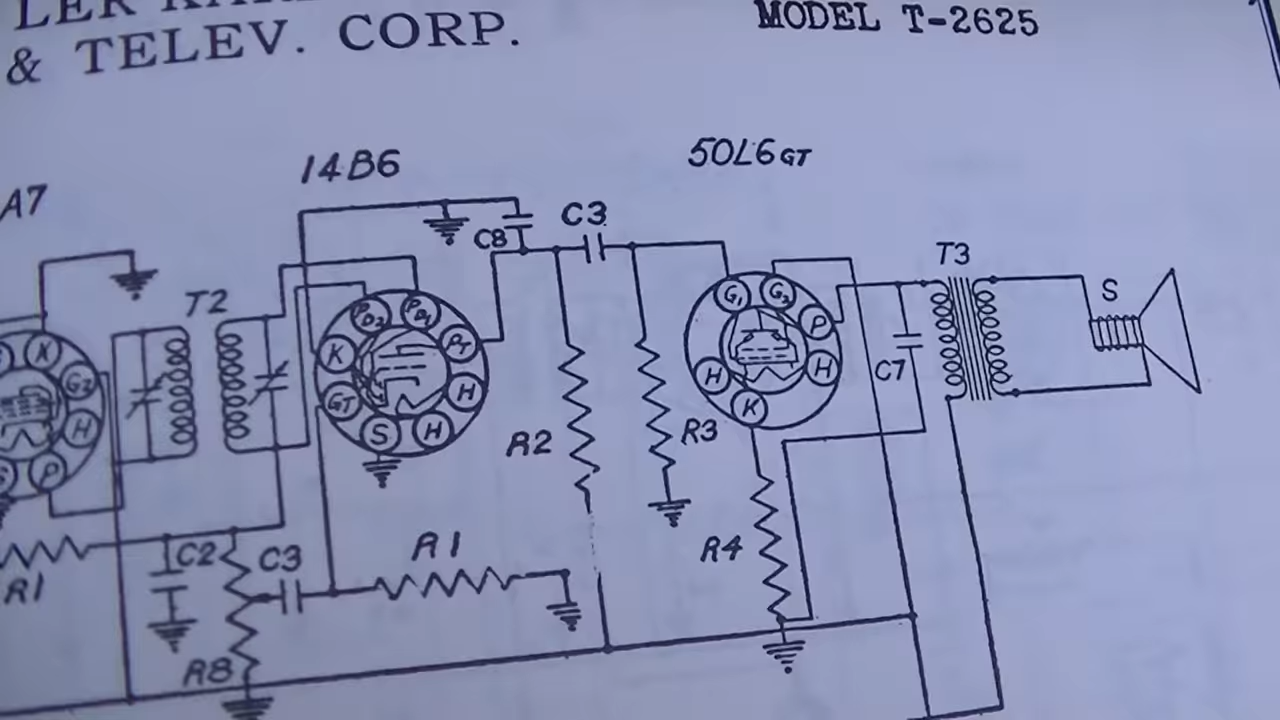 & TELEV. CORP.
MODEL T-2625
14B6
50L6GT
A7
C8
C3
T2
T3
S
K
G2
H
P
PD2
PD1
PT
K
GT
S
H
H
G1
G2
P
H
H
K
C7
R2
R3
R4
R1
C2
C3
R1
R8